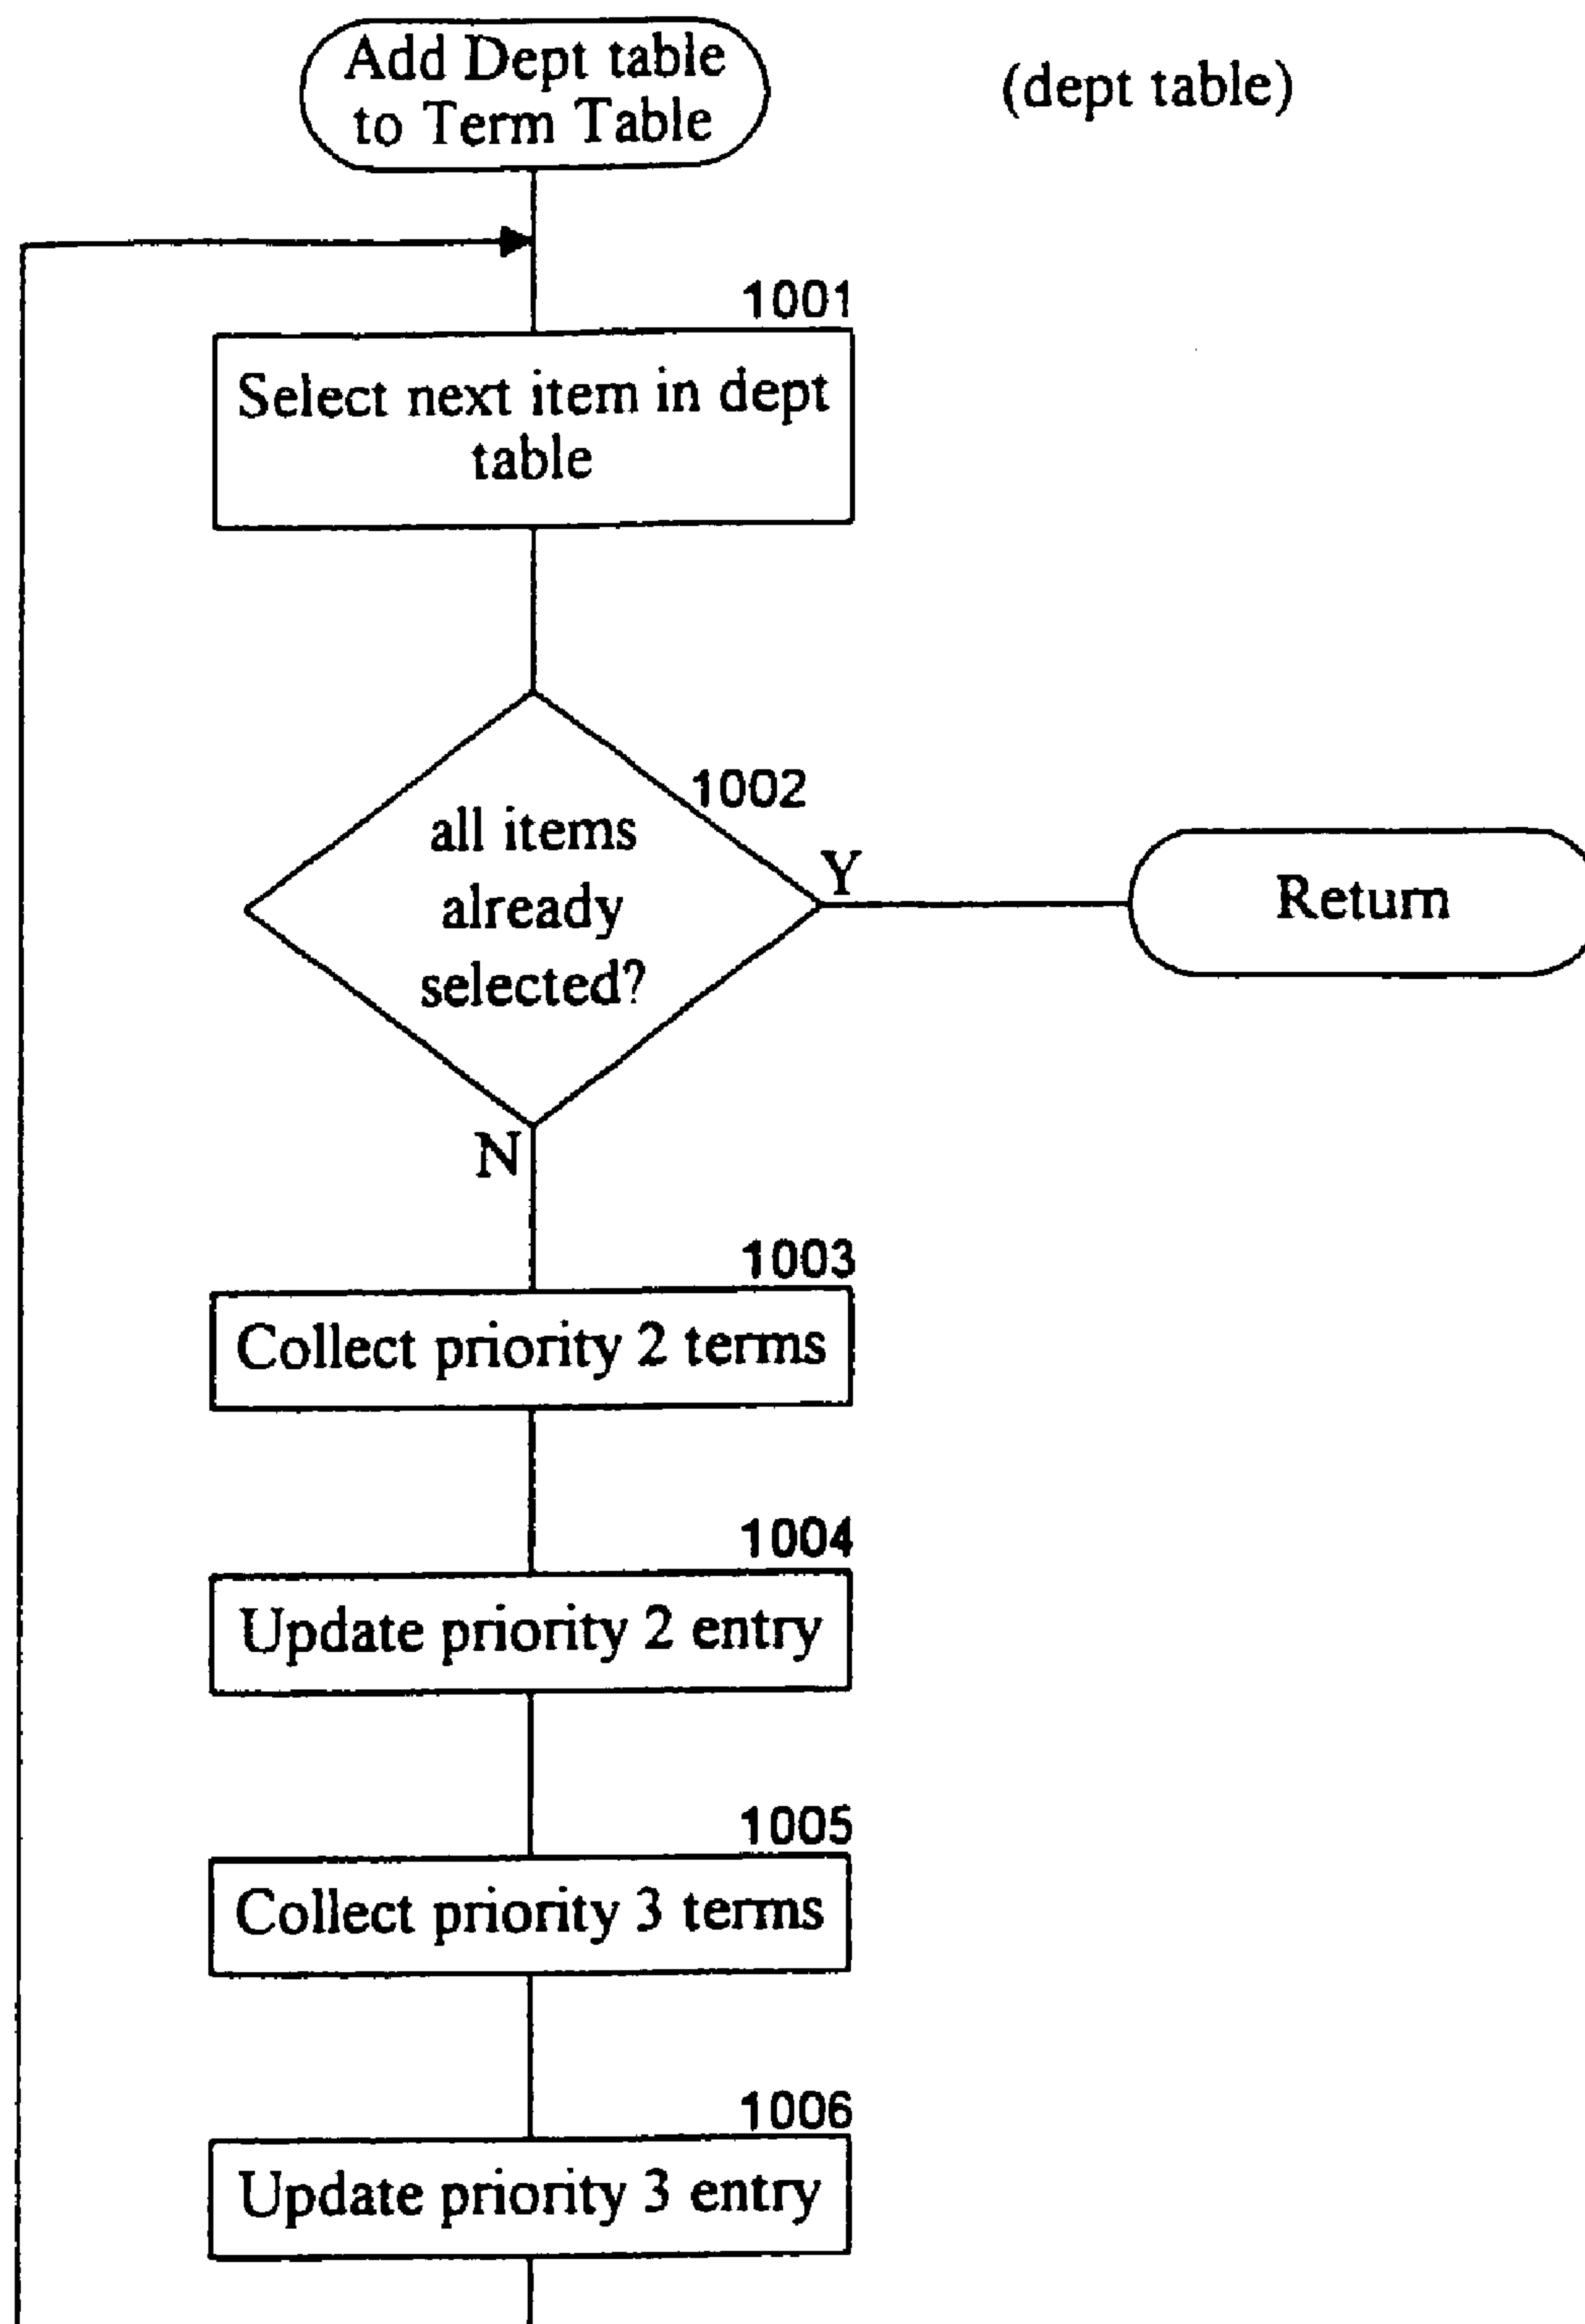 Add Dept table
to Term Table
(dept table)
1001
Select next item in dept
table
1002
all items
already
selected?
Y
Return
N
1003
Collect priority 2 terms
1004
Update priority 2 entry
1005
Collect priority 3 terms
1006
Update priority 3 entry